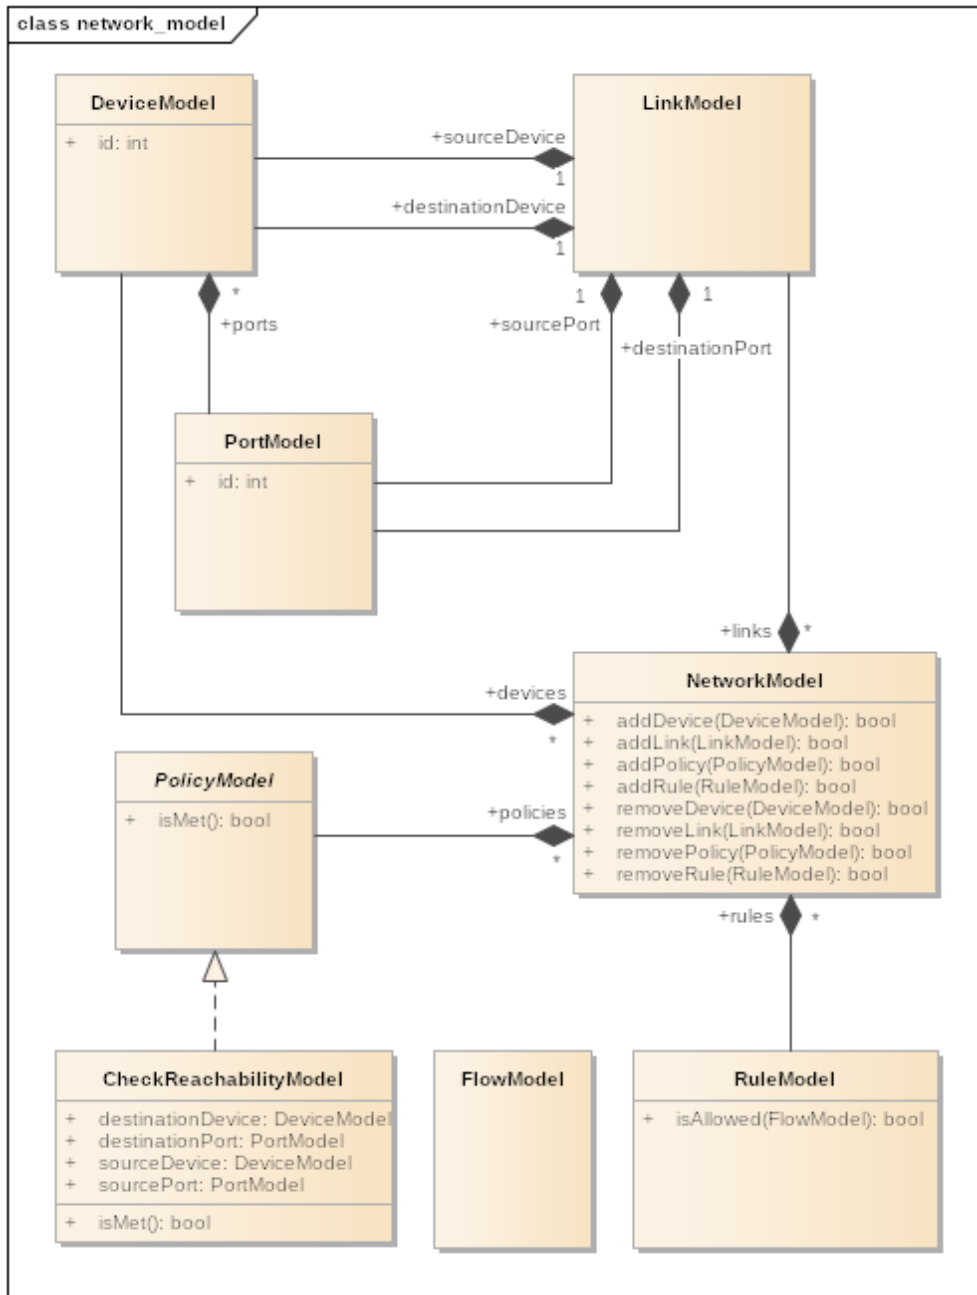 class network_model
DeviceModel
+ id: int
LinkModel
+sourceDevice
1
+destinationDevice
1
*
+ports
1
+sourcePort
1
+destinationPort
PortModel
+ id: int
+links
*
+devices
*
NetworkModel
+ addDevice(DeviceModel): bool
+ addLink(LinkModel): bool
+ addPolicy(PolicyModel): bool
+ addRule(RuleModel): bool
+ removeDevice(DeviceModel): bool
+ removeLink(LinkModel): bool
+ removePolicy(PolicyModel): bool
+ removeRule(RuleModel): bool
PolicyModel
+ isMet(): bool
+policies
*
+rules
*
CheckReachabilityModel
+ destinationDevice: DeviceModel
+ destinationPort: PortModel
+ sourceDevice: DeviceModel
+ sourcePort: PortModel
+ isMet(): bool
FlowModel
RuleModel
+ isAllowed(FlowModel): bool